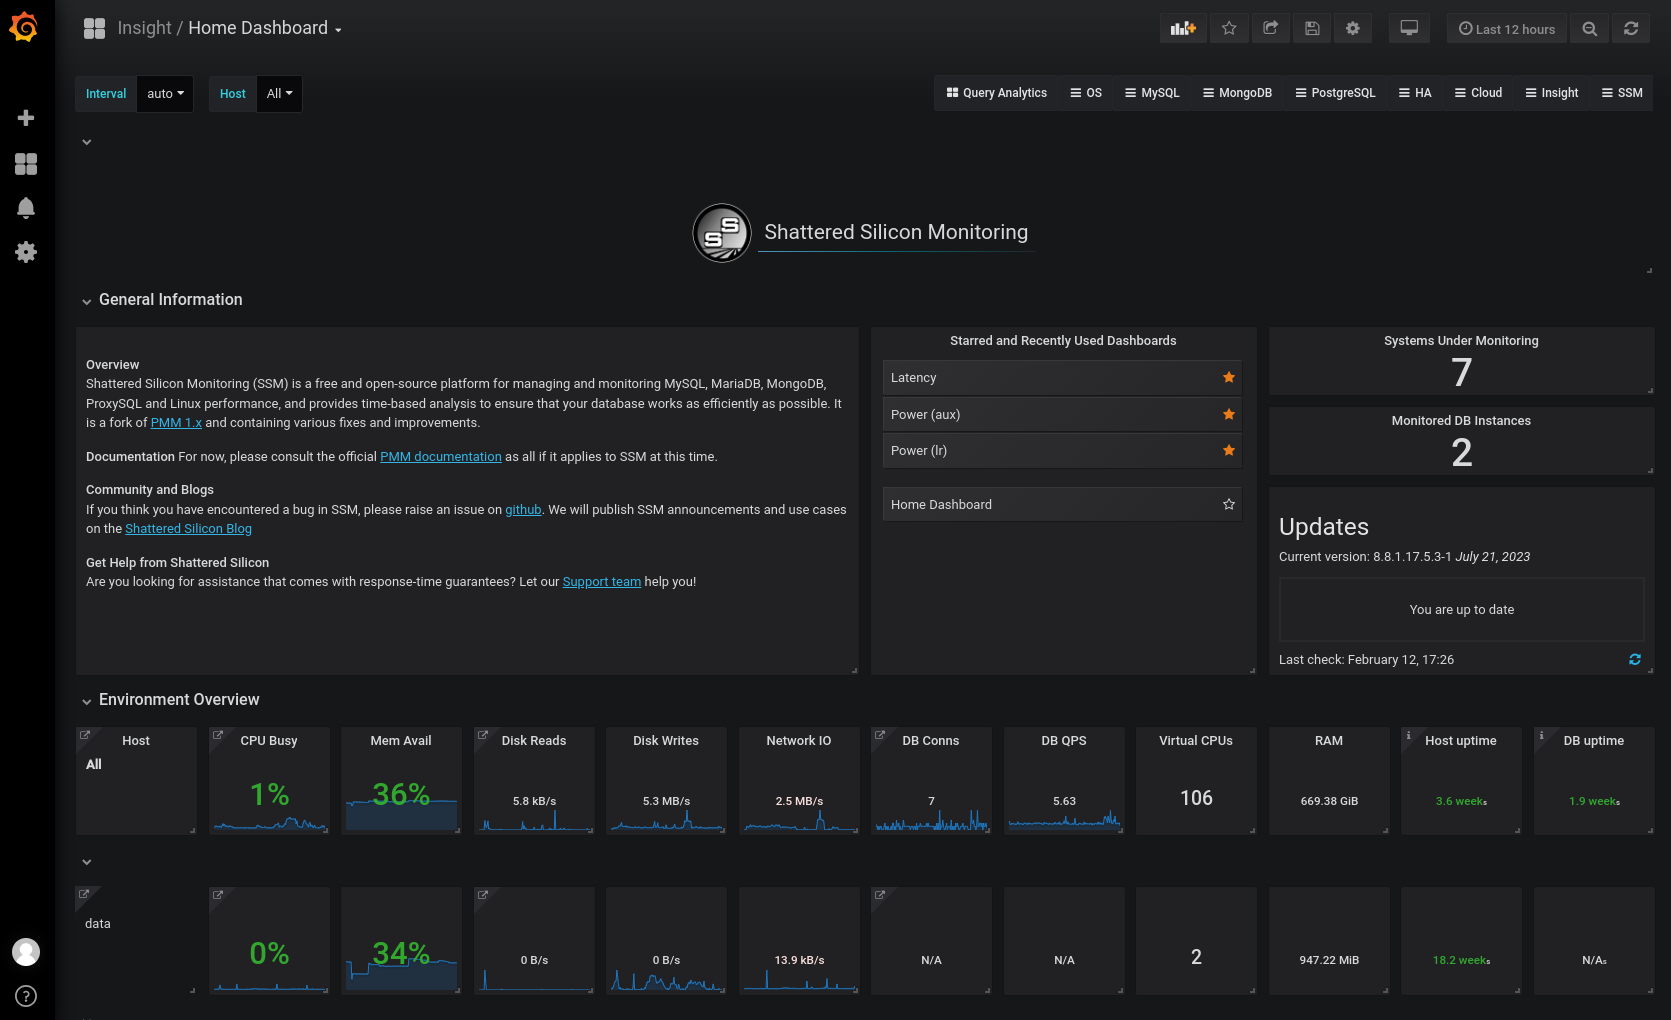 Insight / Home Dashboard
Last 12 hours
Interval auto Host All
Query Analytics OS MySQL MongoDB PostgreSQL HA Cloud Insight SSM
SS
Shattered Silicon Monitoring
General Information
Overview
Shattered Silicon Monitoring (SSM) is a free and open-source platform for managing and monitoring MySQL, MariaDB, MongoDB,
ProxySQL and Linux performance, and provides time-based analysis to ensure that your database works as efficiently as possible. It
is a fork of PMM 1.x and containing various fixes and improvements.
Documentation For now, please consult the official PMM documentation as all if it applies to SSM at this time.
Community and Blogs
If you think you have encountered a bug in SSM, please raise an issue on github. We will publish SSM announcements and use cases
on the Shattered Silicon Blog
Get Help from Shattered Silicon
Are you looking for assistance that comes with response-time guarantees? Let our Support team help you!
Starred and Recently Used Dashboards
Latency
Power (aux)
Power (lr)
Home Dashboard
Systems Under Monitoring
7
Monitored DB Instances
2
Updates
Current version: 8.8.1.17.5.3-1 July 21, 2023
You are up to date
Last check: February 12, 17:26
Environment Overview
Host CPU Busy Mem Avail Disk Reads Disk Writes Network IO DB Conns DB QPS Virtual CPUs RAM Host uptime DB uptime
All
1% 36% 5.8 kB/s 5.3 MB/s 2.5 MB/s 7 5.63 106 669.38 GiB 3.6 weeks 1.9 weeks
data
0% 34% 0 B/s 0 B/s 13.9 kB/s N/A N/A 2 947.22 MiB 18.2 weeks N/As